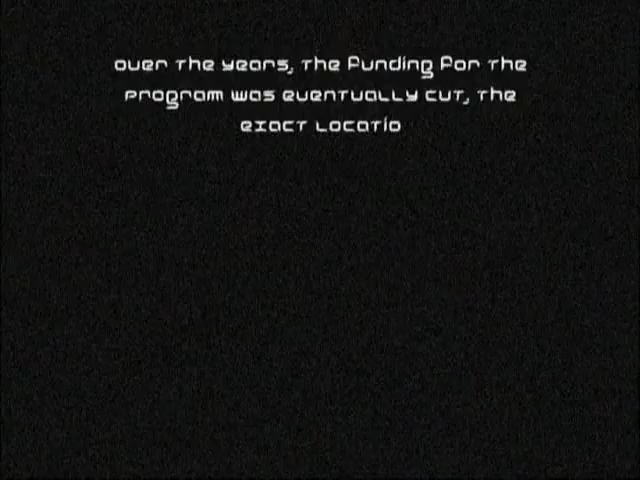 over the years, the funding for the
program was eventually cut, the
exact locatio